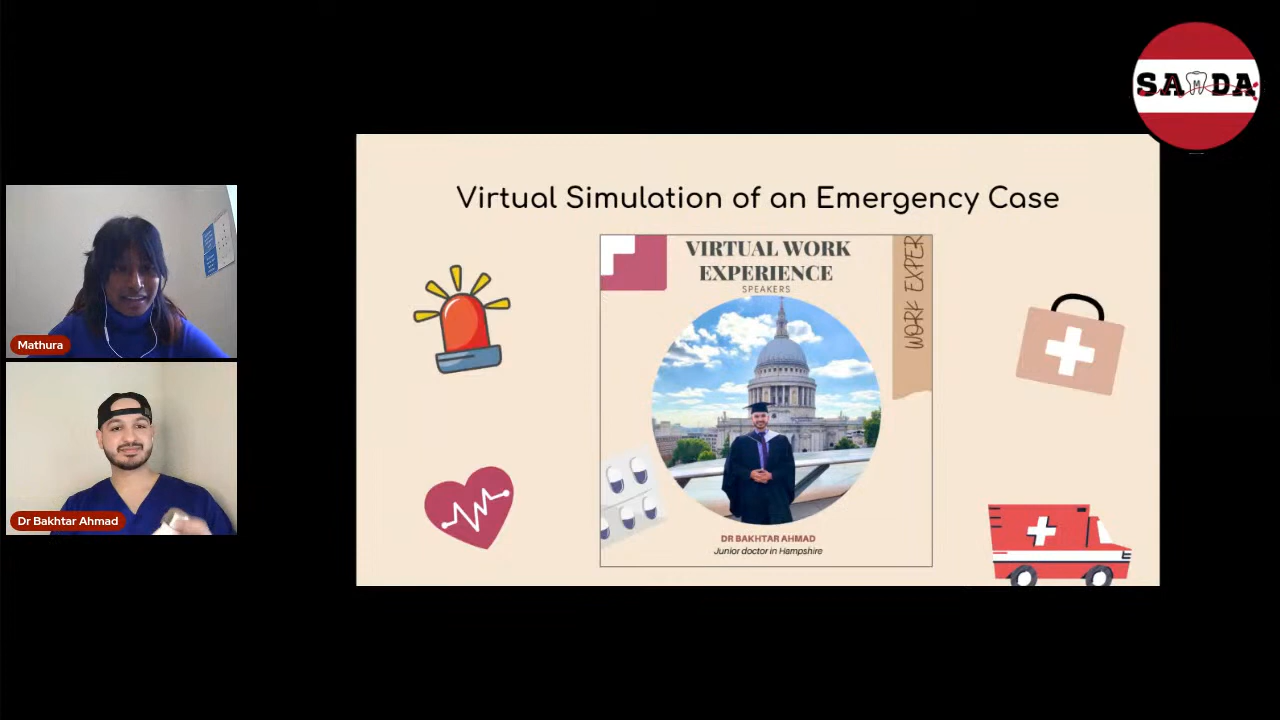 SAMDA
Virtual Simulation of an Emergency Case
VIRTUAL WORK
EXPERIENCE
SPEAKERS
WORK EXPER
Mathura
Dr Bakhtar Ahmad
DR BAKHTAR AHMAD
Junior doctor in Hampshire